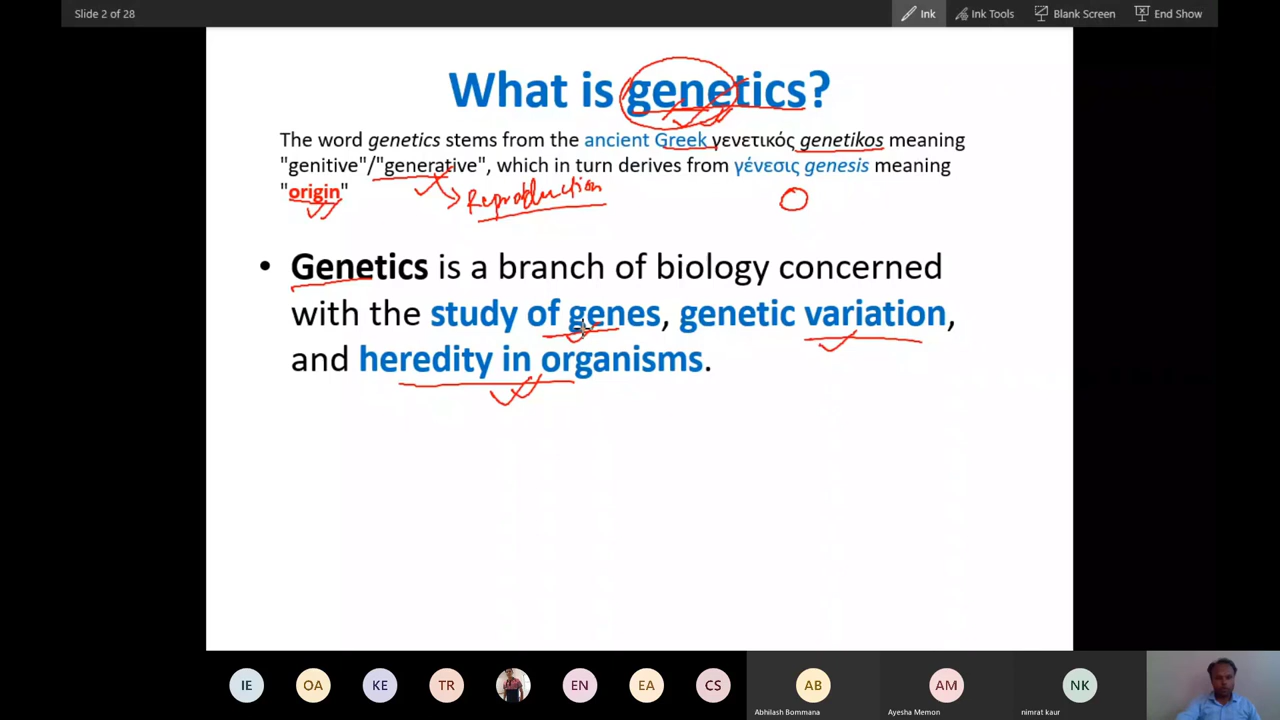 Slide 2 of 28
Ink
Ink Tools
Blank Screen
End Show
What is genetics?
The word genetics stems from the ancient Greek γενετικός genetikos meaning
"genitive"/"generative", which in turn derives from γένεσις genesis meaning
"origin"
Reproduction
• Genetics is a branch of biology concerned
with the study of genes, genetic variation,
and heredity in organisms.
IE
OA
KE
TR
EN
EA
CS
AB
AM
NK
Abhilash Bommana
Ayesha Memon
nimrat kaur